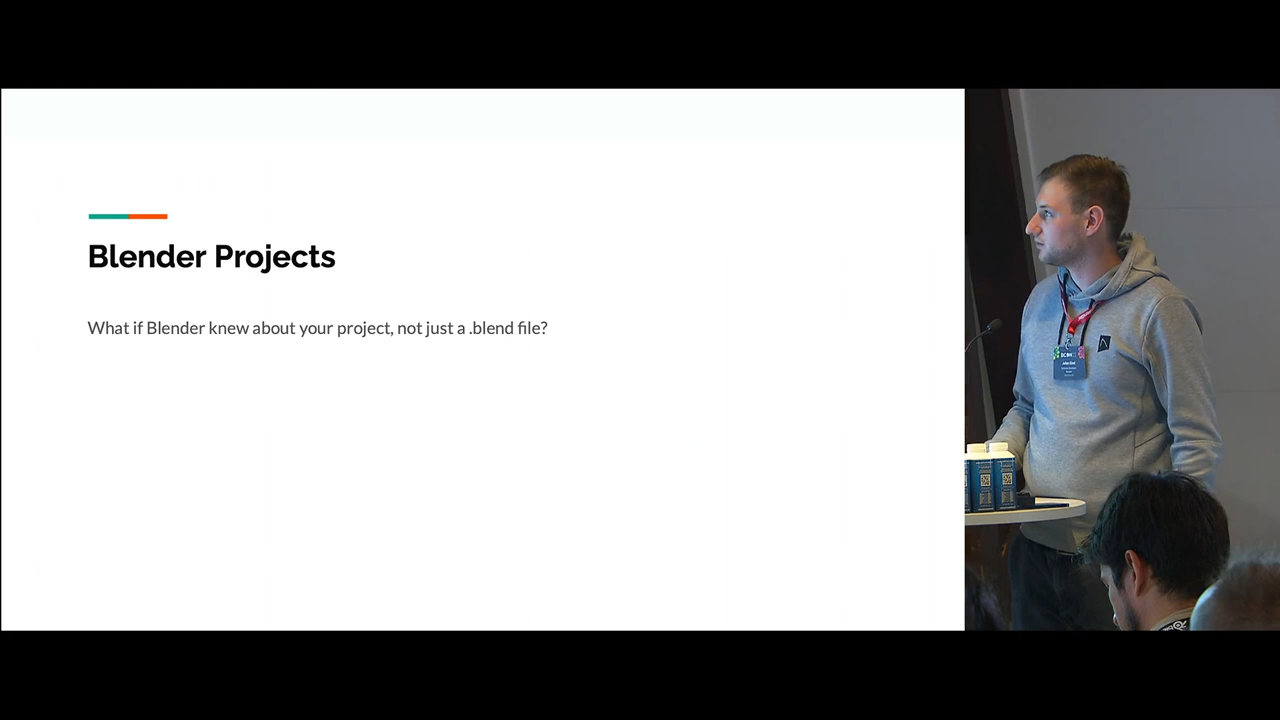 Blender Projects
What if Blender knew about your project, not just a .blend file?